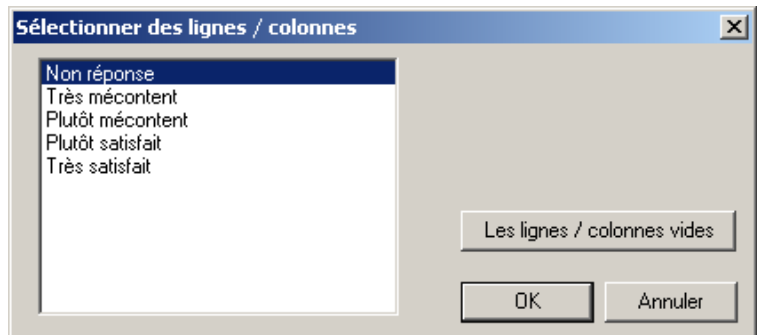 Sélectionner des lignes / colonnes
Non réponse
Très mécontent
Plutôt mécontent
Plutôt satisfait
Très satisfait
Les lignes / colonnes vides
OK
Annuler